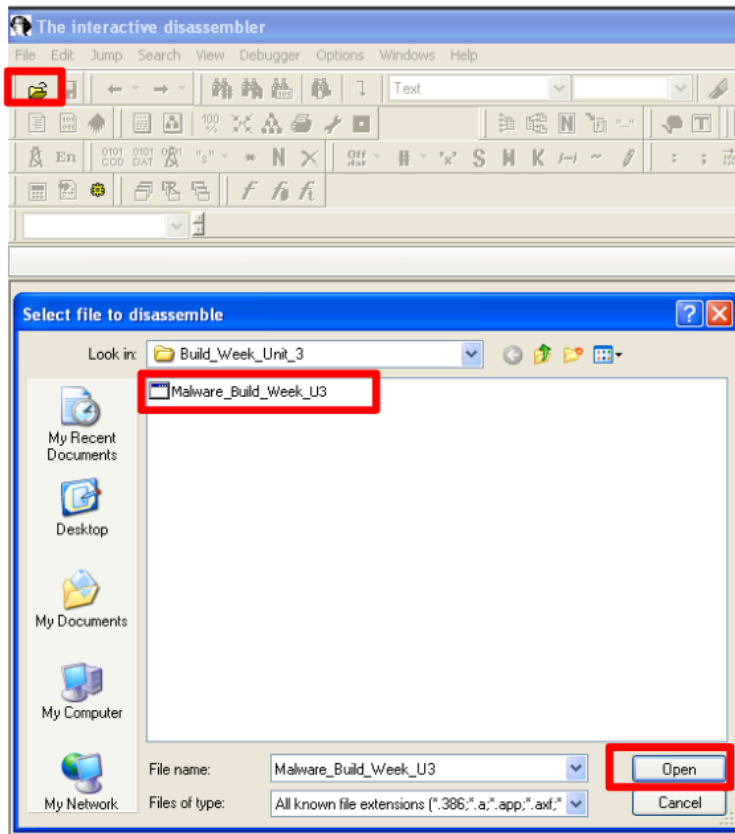 The interactive disassembler
File Edit Jump Search View Debugger Options Windows Help
Text
En
N
S M K
f
Select file to disassemble
Look in: Build_Week_Unit_3
Malware_Build_Week_U3
My Recent
Documents
Desktop
My Documents
My Computer
My Network
File name: Malware_Build_Week_U3 Open
Files of type: All known file extensions (*.386;*.a;*.app;*.axf;* Cancel